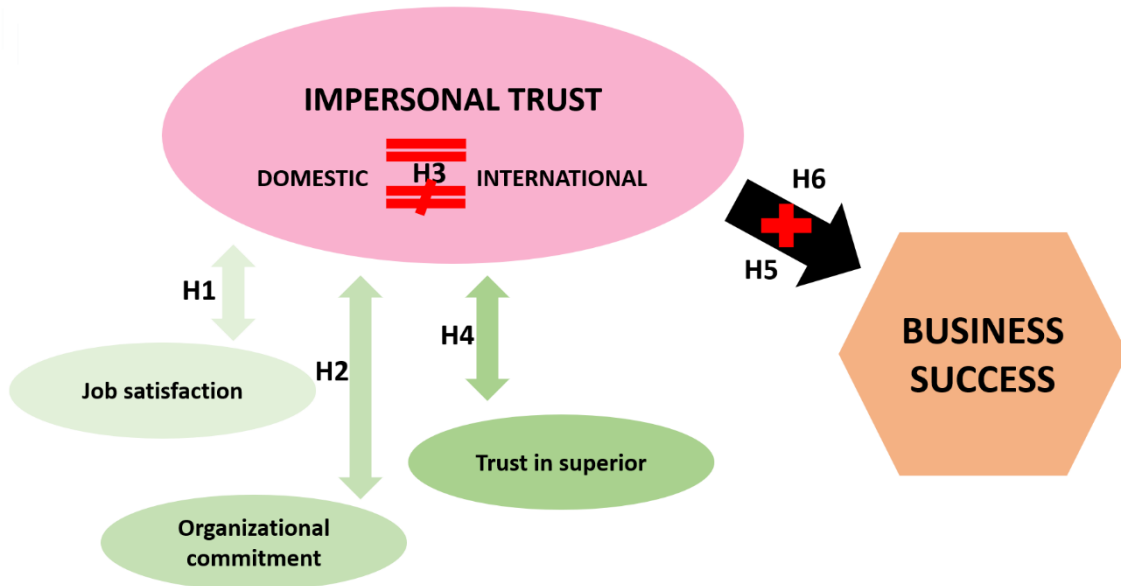 IMPERSONAL TRUST
H3
DOMESTIC INTERNATIONAL
H6
H5
H1
H2
H4
Job satisfaction
Trust in superior
Organizational
commitment
BUSINESS
SUCCESS